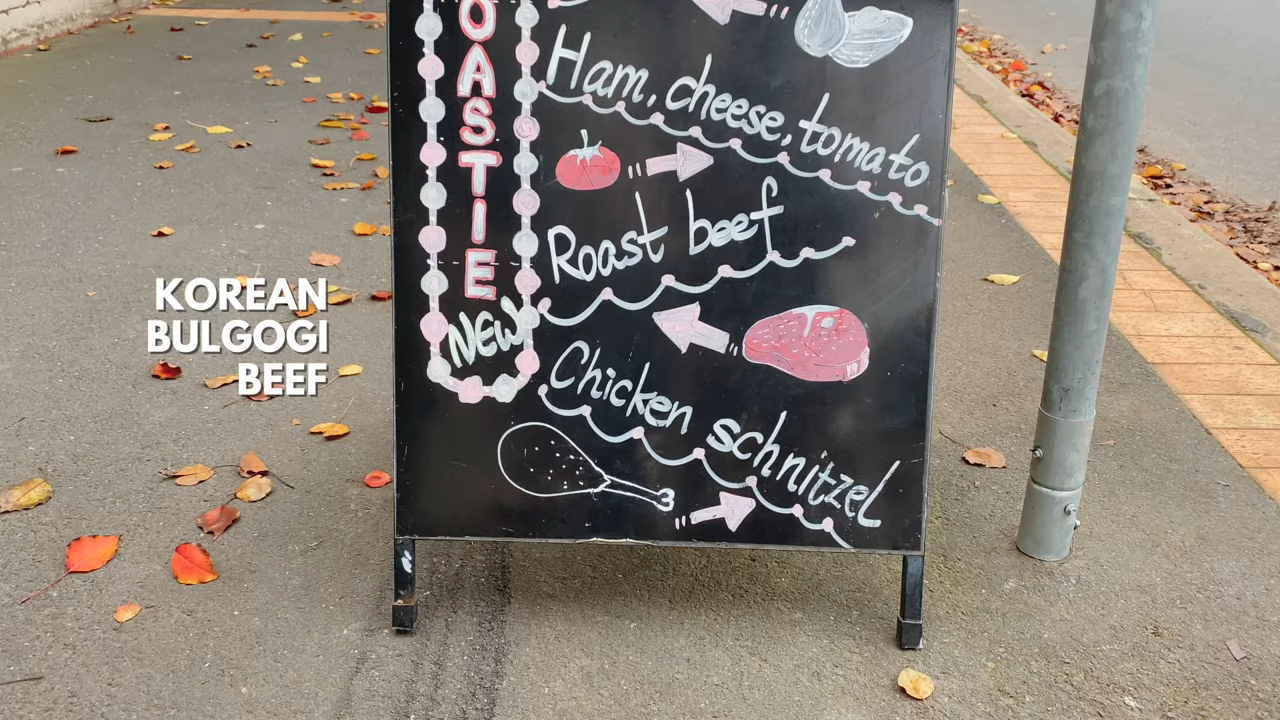 OASTIE
NEW
Ham, cheese, tomato
Roast beef
Chicken schnitzel
KOREAN
BULGOGI
BEEF